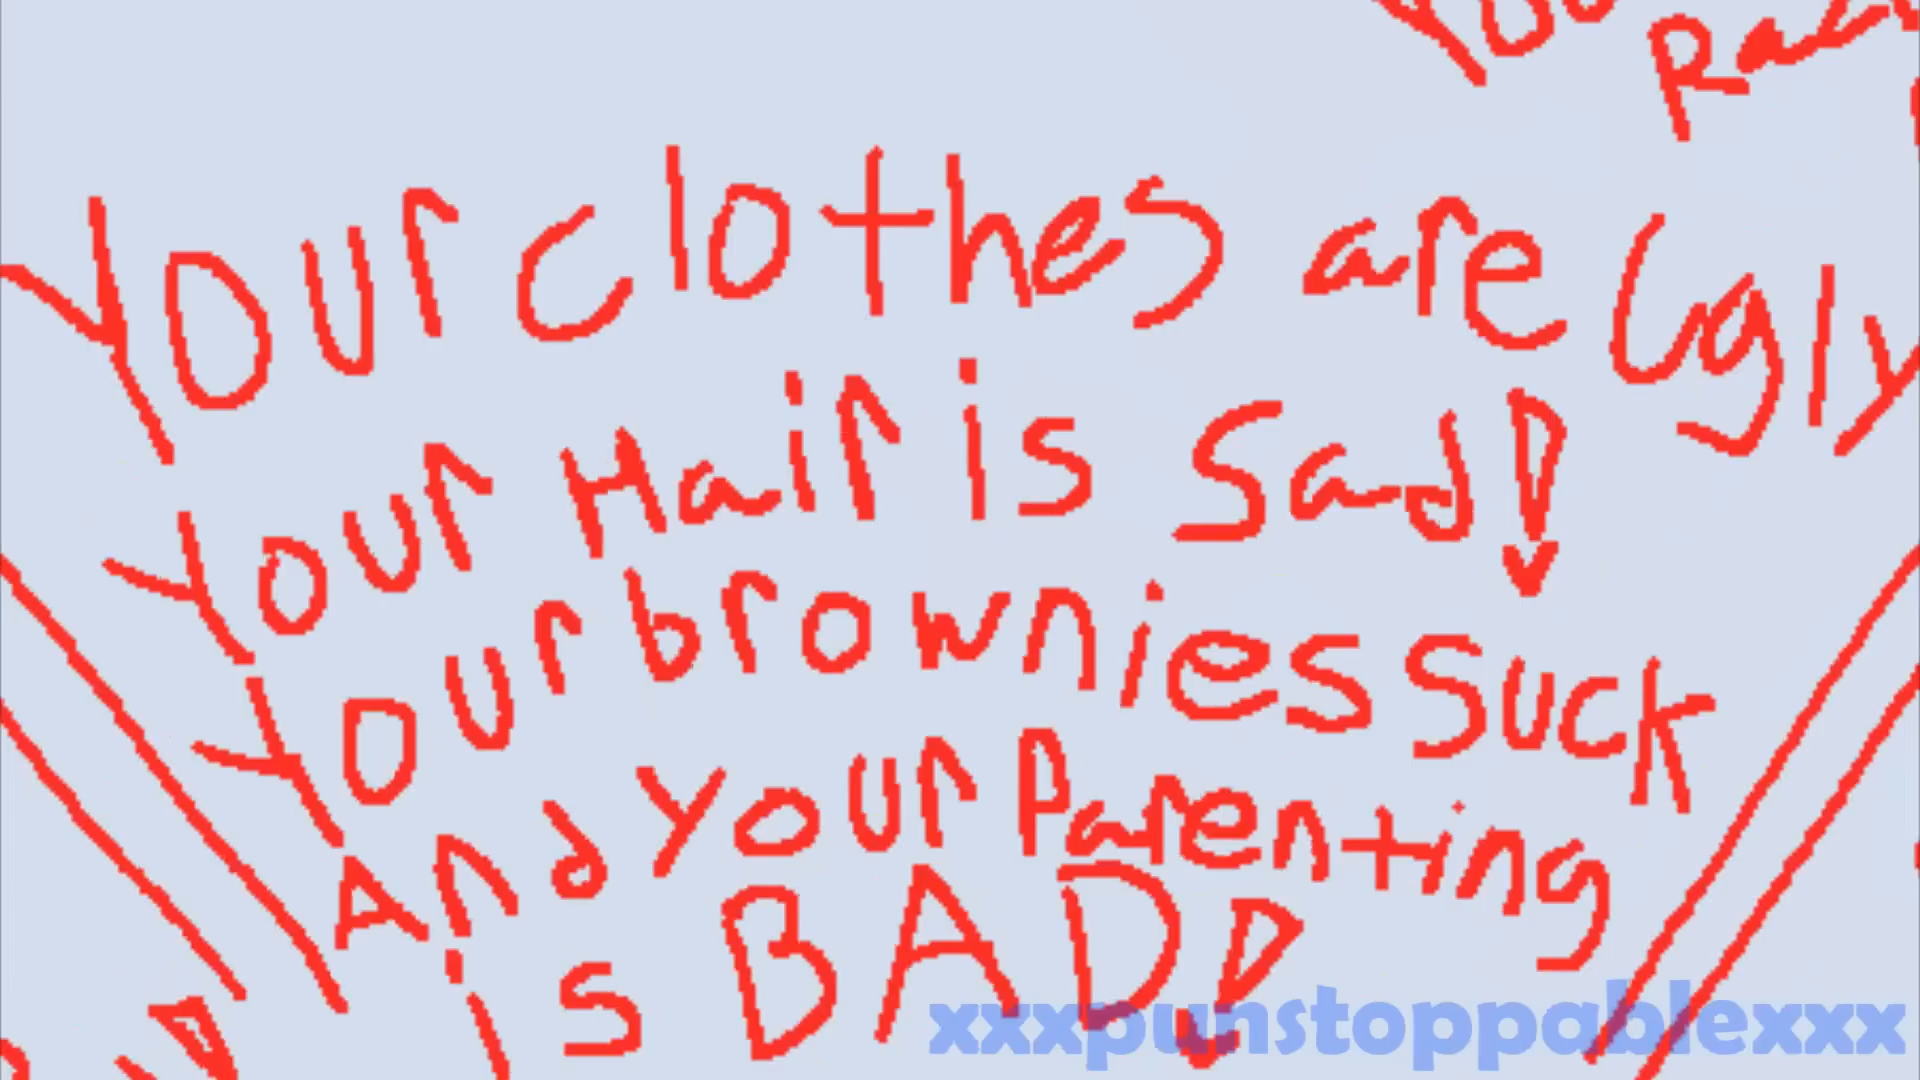 Your clothes are Ugly
Your Hair is Sad!
Your brownies suck
And your Parenting
is BAD!
xxxpunstoppablexxx